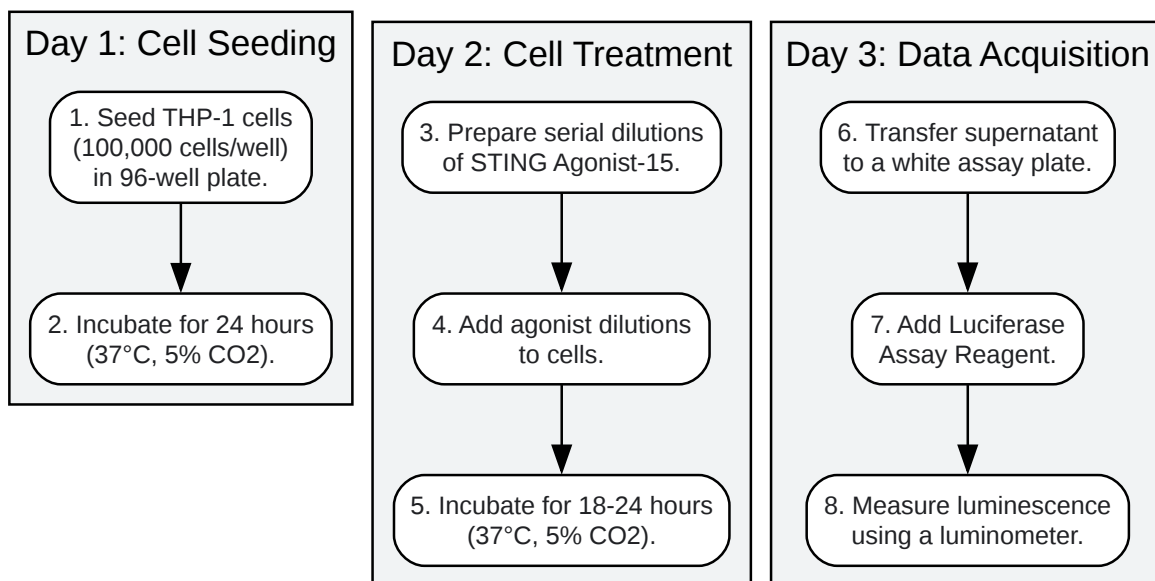 Day 1: Cell Seeding
1. Seed THP-1 cells
(100,000 cells/well)
in 96-well plate.
2. Incubate for 24 hours
(37°C, 5% CO2).
Day 2: Cell Treatment
3. Prepare serial dilutions
of STING Agonist-15.
4. Add agonist dilutions
to cells.
5. Incubate for 18-24 hours
(37°C, 5% CO2).
Day 3: Data Acquisition
6. Transfer supernatant
to a white assay plate.
7. Add Luciferase
Assay Reagent.
8. Measure luminescence
using a luminometer.